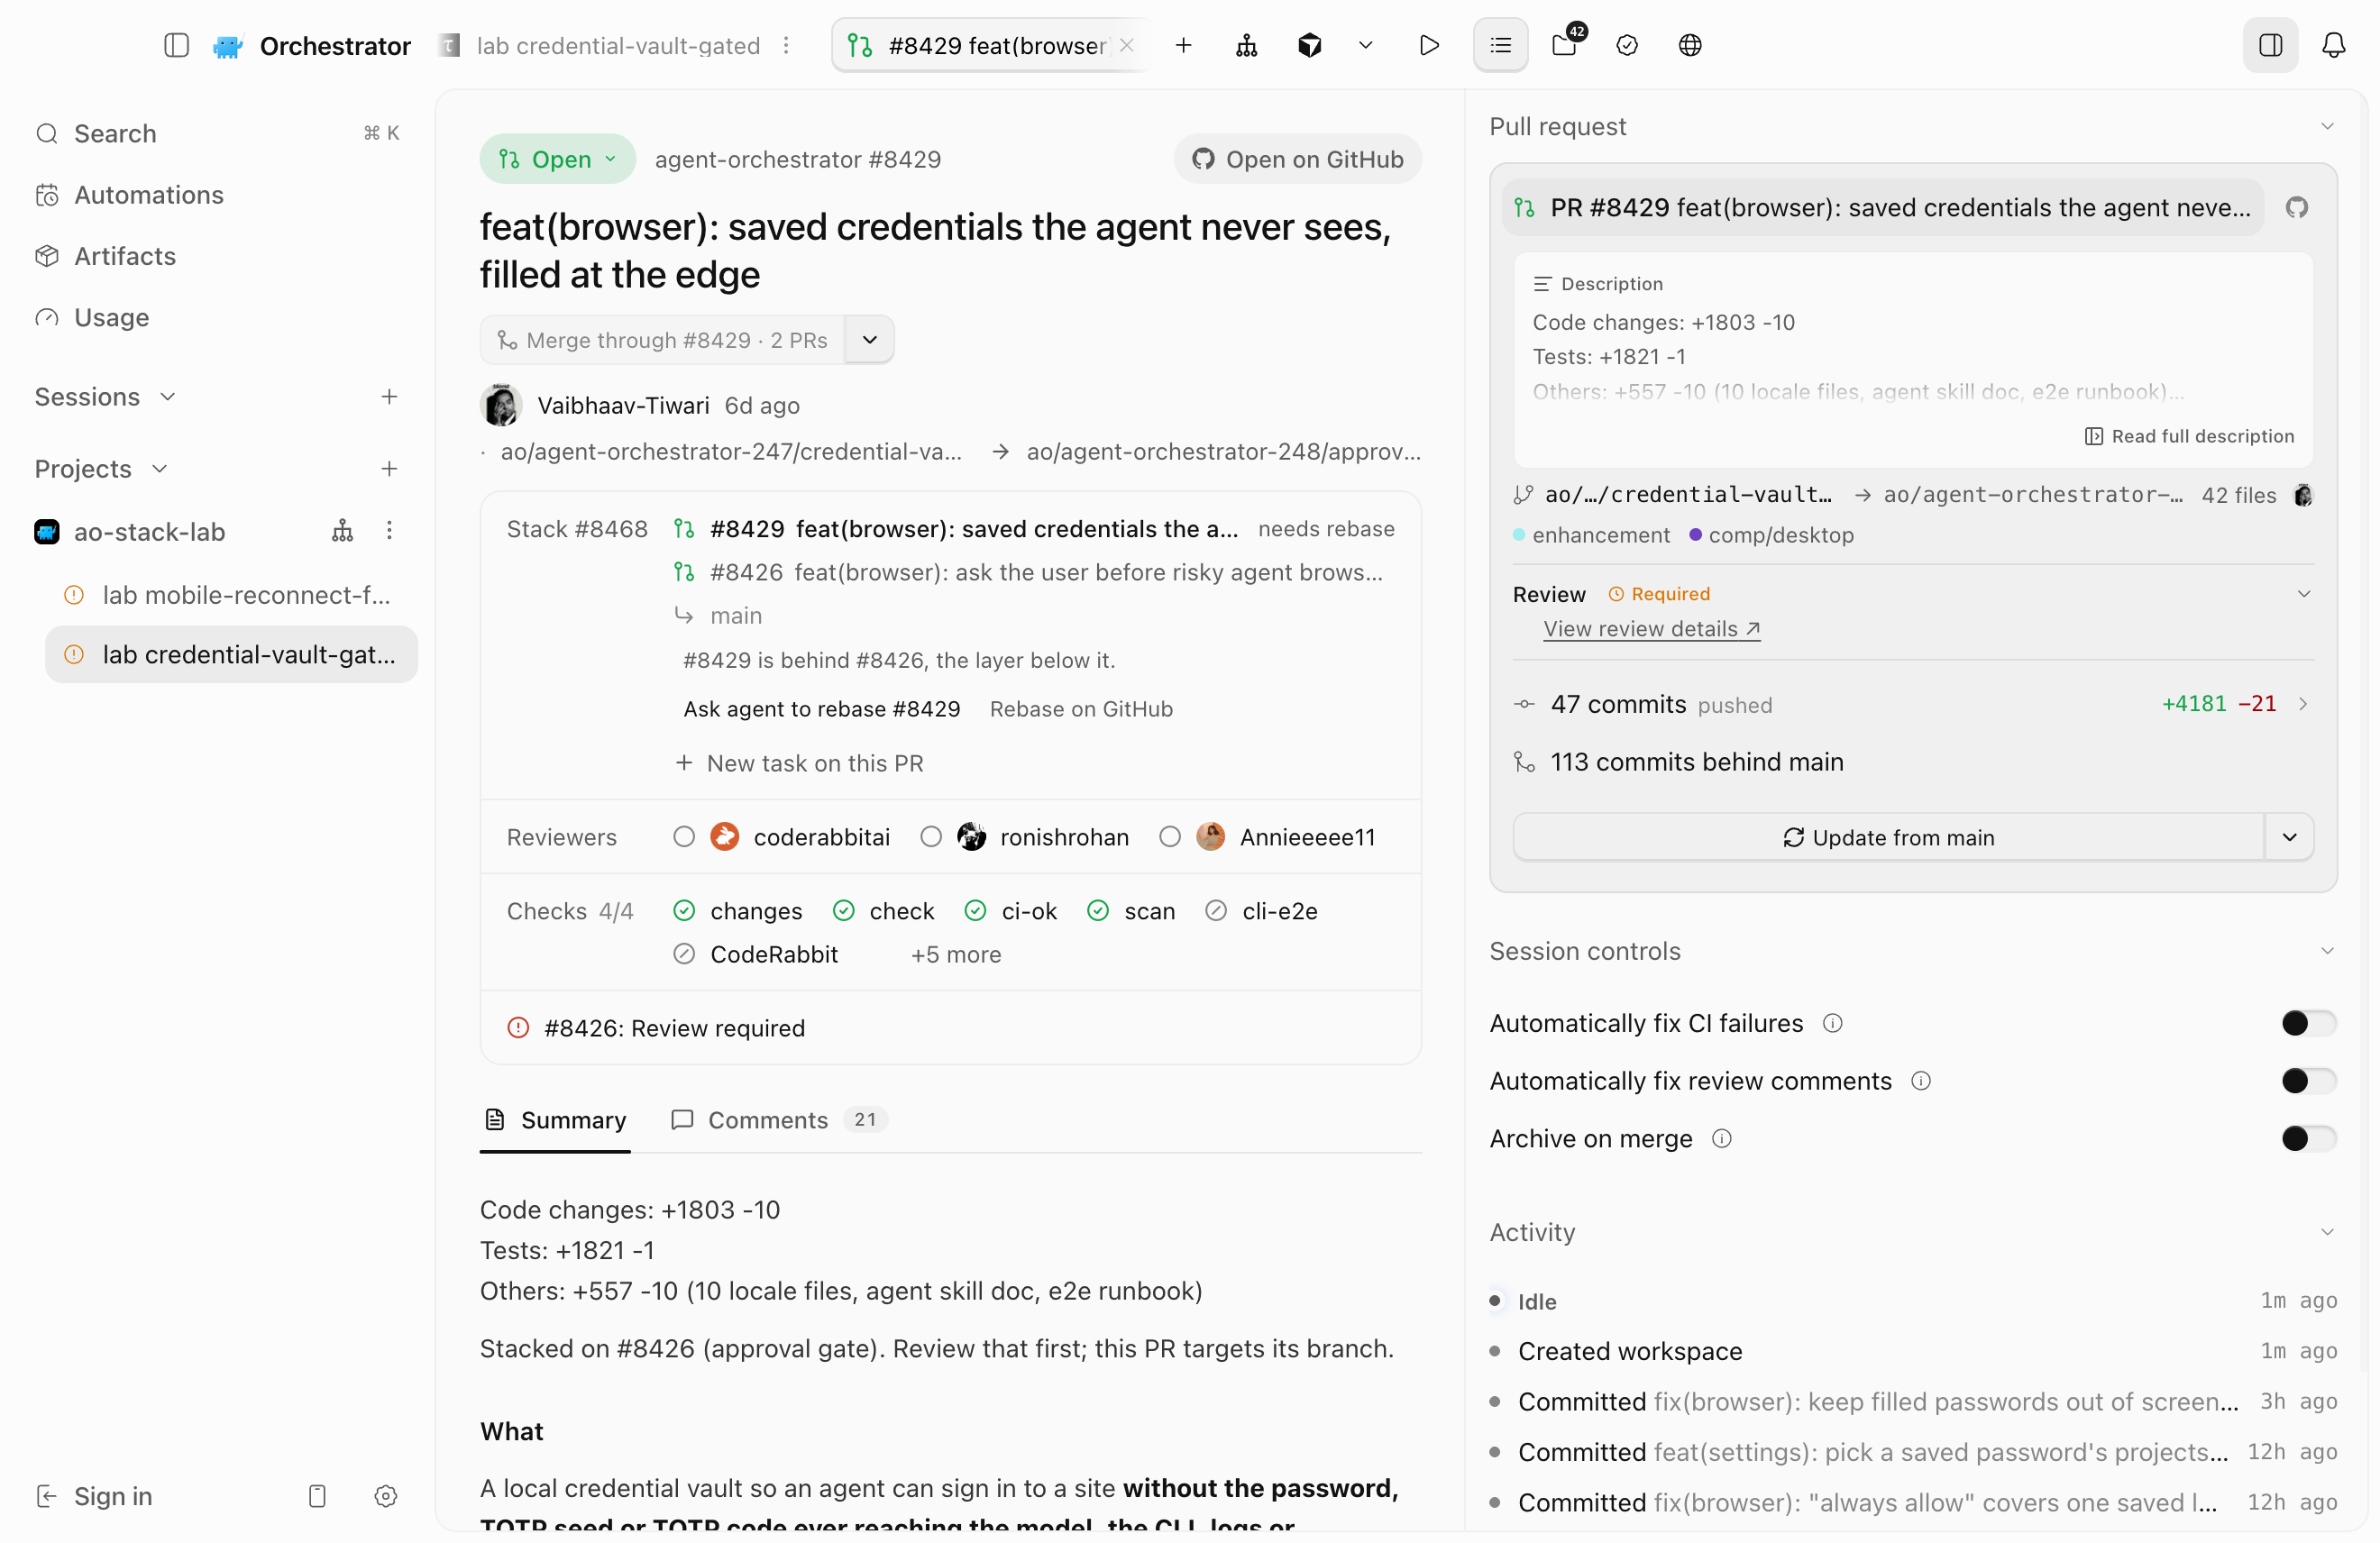 Orchestrator
lab credential-vault-gated
#8429 feat(browser)
42
Search
⌘ K
Automations
Artifacts
Usage
Sessions
Projects
ao-stack-lab
lab mobile-reconnect-f...
lab credential-vault-gat...
Sign in
Open
agent-orchestrator #8429
Open on GitHub
feat(browser): saved credentials the agent never sees,
filled at the edge
Merge through #8429 · 2 PRs
Vaibhaav-Tiwari 6d ago
· ao/agent-orchestrator-247/credential-va... → ao/agent-orchestrator-248/approv...
Stack #8468
#8429 feat(browser): saved credentials the a... needs rebase
#8426 feat(browser): ask the user before risky agent brows...
main
#8429 is behind #8426, the layer below it.
Ask agent to rebase #8429 Rebase on GitHub
+ New task on this PR
Reviewers coderabbitai ronishrohan Annieeeee11
Checks 4/4 changes check ci-ok scan cli-e2e
CodeRabbit +5 more
#8426: Review required
Summary Comments 21
Code changes: +1803 -10
Tests: +1821 -1
Others: +557 -10 (10 locale files, agent skill doc, e2e runbook)
Stacked on #8426 (approval gate). Review that first; this PR targets its branch.
What
A local credential vault so an agent can sign in to a site without the password,
TOTP seed or TOTP code ever reaching the model, the CLI, logs or
Pull request
PR #8429 feat(browser): saved credentials the agent neve...
Description
Code changes: +1803 -10
Tests: +1821 -1
Others: +557 -10 (10 locale files, agent skill doc, e2e runbook)...
Read full description
ao/…/credential-vault… → ao/agent-orchestrator-… 42 files
enhancement comp/desktop
Review Required
View review details ↗
47 commits pushed +4181 −21
113 commits behind main
Update from main
Session controls
Automatically fix CI failures
Automatically fix review comments
Archive on merge
Activity
Idle 1m ago
Created workspace 1m ago
Committed fix(browser): keep filled passwords out of screen... 3h ago
Committed feat(settings): pick a saved password's projects... 12h ago
Committed fix(browser): "always allow" covers one saved l... 12h ago